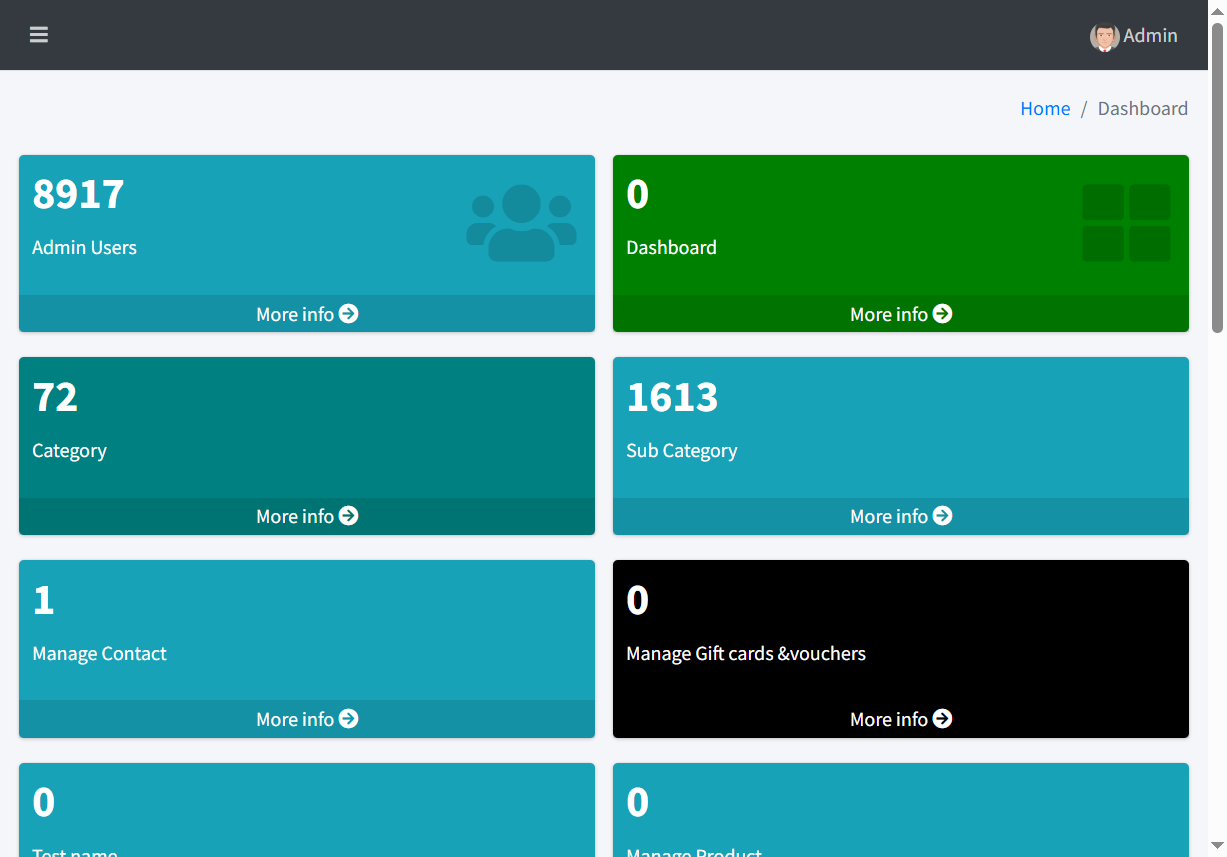 Admin
Home / Dashboard
8917
Admin Users
More info
0
Dashboard
More info
72
Category
More info
1613
Sub Category
More info
1
Manage Contact
More info
0
Manage Gift cards &vouchers
More info
0
Test name
0
Manage Product